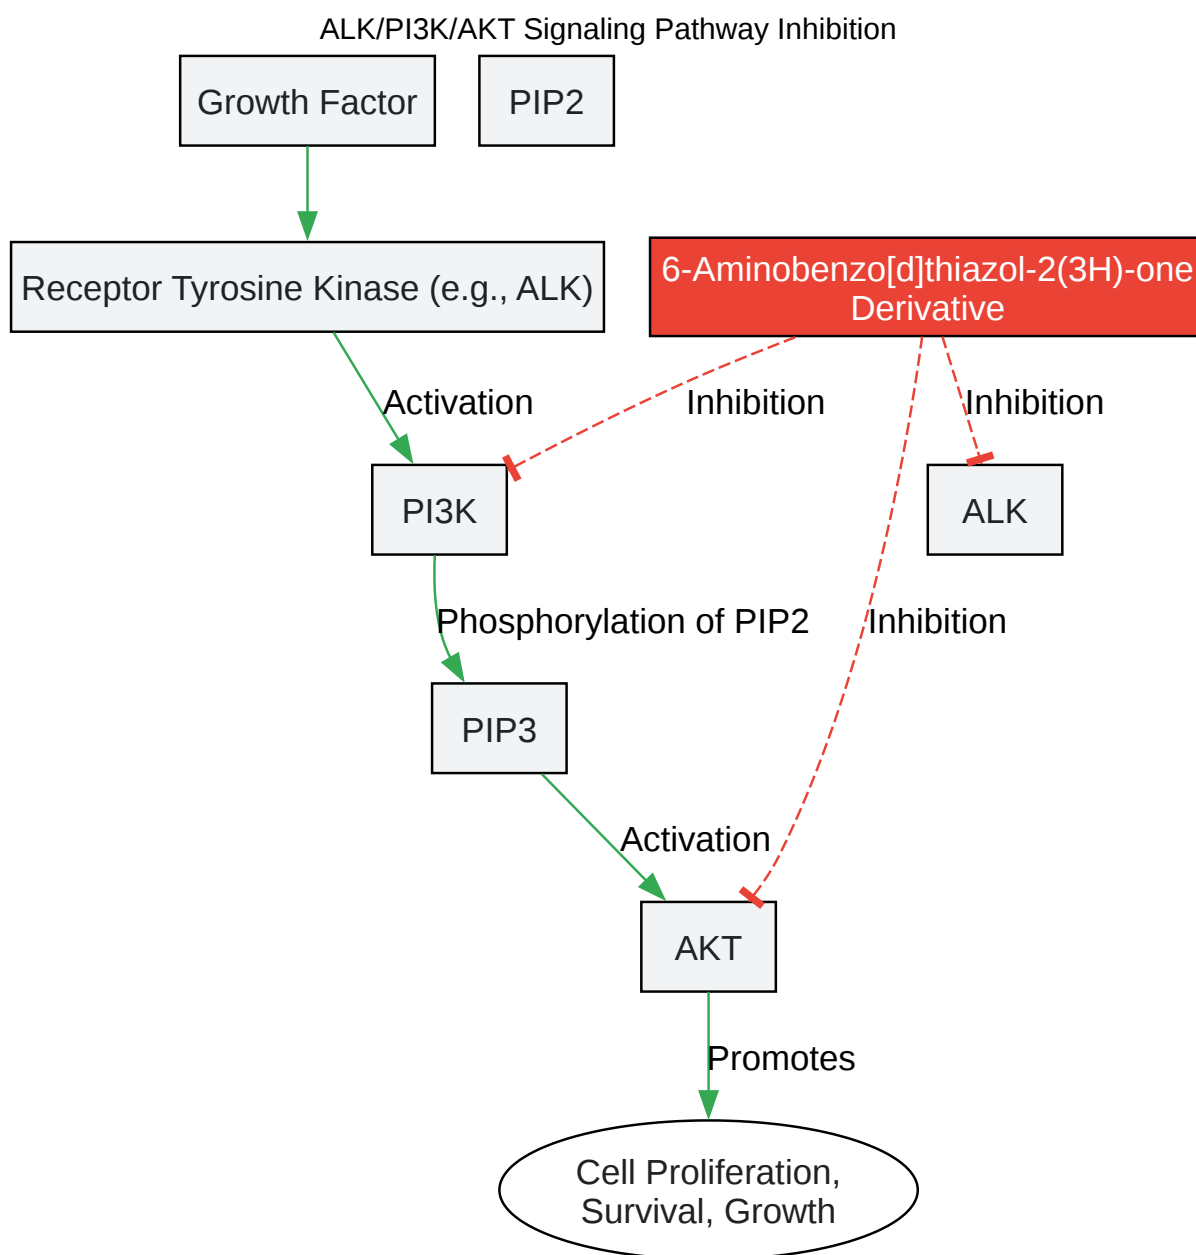 ALK/PI3K/AKT Signaling Pathway Inhibition
Growth Factor
PIP2
Receptor Tyrosine Kinase (e.g., ALK)
6-Aminobenzo[d]thiazol-2(3H)-one
Derivative
Activation
Inhibition
Inhibition
PI3K
ALK
Phosphorylation of PIP2
Inhibition
PIP3
Activation
AKT
Promotes
Cell Proliferation,
Survival, Growth